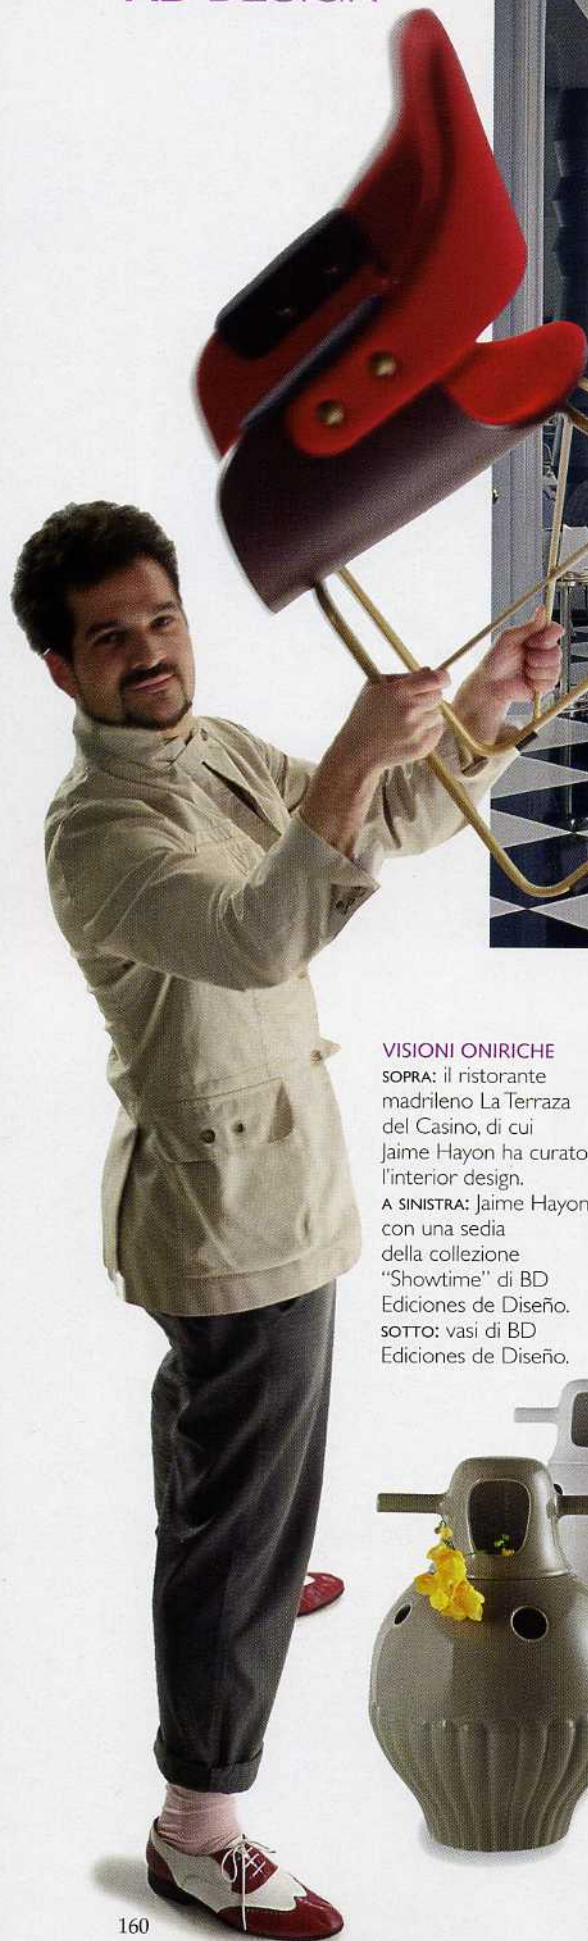 AD DESIGN
VISIONI ONIRICHE
SOPRA: il ristorante
madrileno La Terraza
del Casino, di cui
Jaime Hayon ha curato
l'interior design.
A SINISTRA: Jaime Hayon
con una sedia
della collezione
"Showtime" di BD
Ediciones de Diseño.
SOTTO: vasi di BD
Ediciones de Diseño.
160